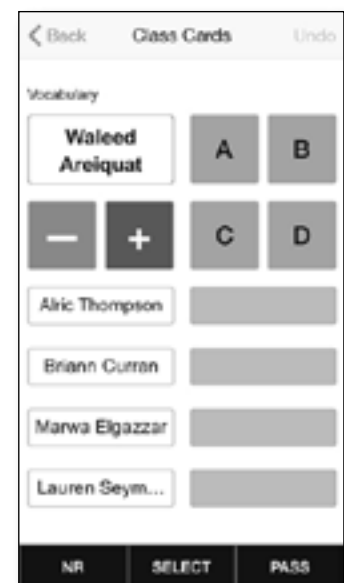 Back Class Cards Undo
Vocabulary
Waleed
Areiquat
A B
− +
C D
Alric Thompson
Briann Curran
Marwa Elgazzar
Lauren Seym...
NR SELECT PASS